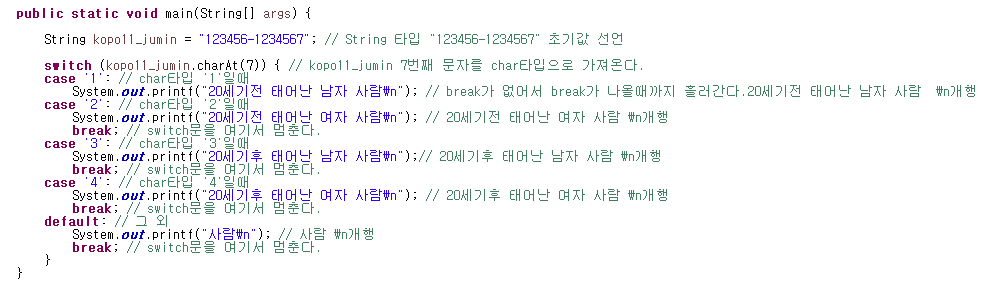 public static void main(String[] args) {
String kopo11_jumin = "123456-1234567"; // String 타입 "123456-1234567" 초기값 선언
switch (kopo11_jumin.charAt(7)) { // kopo11_jumin 7번째 문자를 char타입으로 가져온다.
case '1': // char타입 '1'일때
System.out.printf("20세기전 태어난 남자 사람₩n"); // break가 없어서 break가 나올때까지 흘러간다.20세기전 태어난 남자 사람 ₩n개행
case '2': // char타입 '2'일때
System.out.printf("20세기전 태어난 여자 사람₩n"); // 20세기전 태어난 여자 사람 ₩n개행
break; // switch문을 여기서 멈춘다.
case '3': // char타입 '3'일때
System.out.printf("20세기후 태어난 남자 사람₩n");// 20세기후 태어난 남자 사람 ₩n개행
break; // switch문을 여기서 멈춘다.
case '4': // char타입 '4'일때
System.out.printf("20세기후 태어난 여자 사람₩n"); // 20세기후 태어난 여자 사람 ₩n개행
break; // switch문을 여기서 멈춘다.
default: // 그 외
System.out.printf("사람₩n"); // 사람 ₩n개행
break; // switch문을 여기서 멈춘다.
}
}